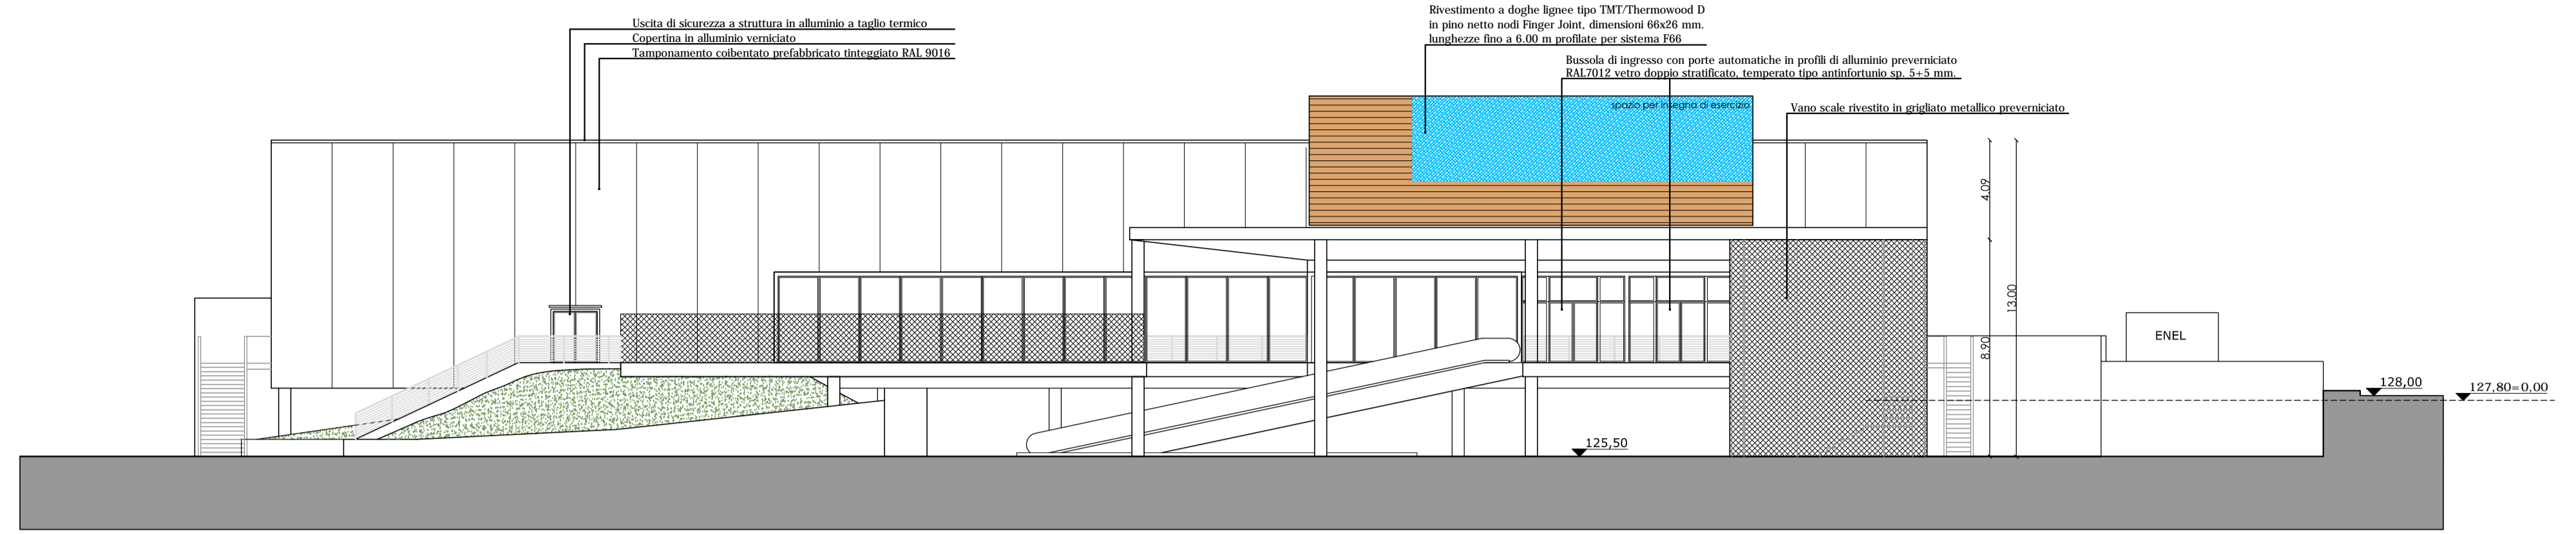 Uscita di sicurezza a struttura in alluminio a taglio termico
Copertina in alluminio verniciato
Tamponamento coibentato prefabbricato tinteggiato RAL 9016
Rivestimento a doghe lignee tipo TMT/Thermowood D
in pino netto nodi Finger Joint, dimensioni 66x26 mm.
lunghezze fino a 6.00 m profilate per sistema F66
Bussola di ingresso con porte automatiche in profili di alluminio preverniciato
RAL7012 vetro doppio stratificato, temperato tipo antinfortunio sp. 5+5 mm.
spazio per insegna di esercizio
Vano scale rivestito in grigliato metallico preverniciato
4.09
13.00
8.90
ENEL
128,00
127,80=0,00
125,50